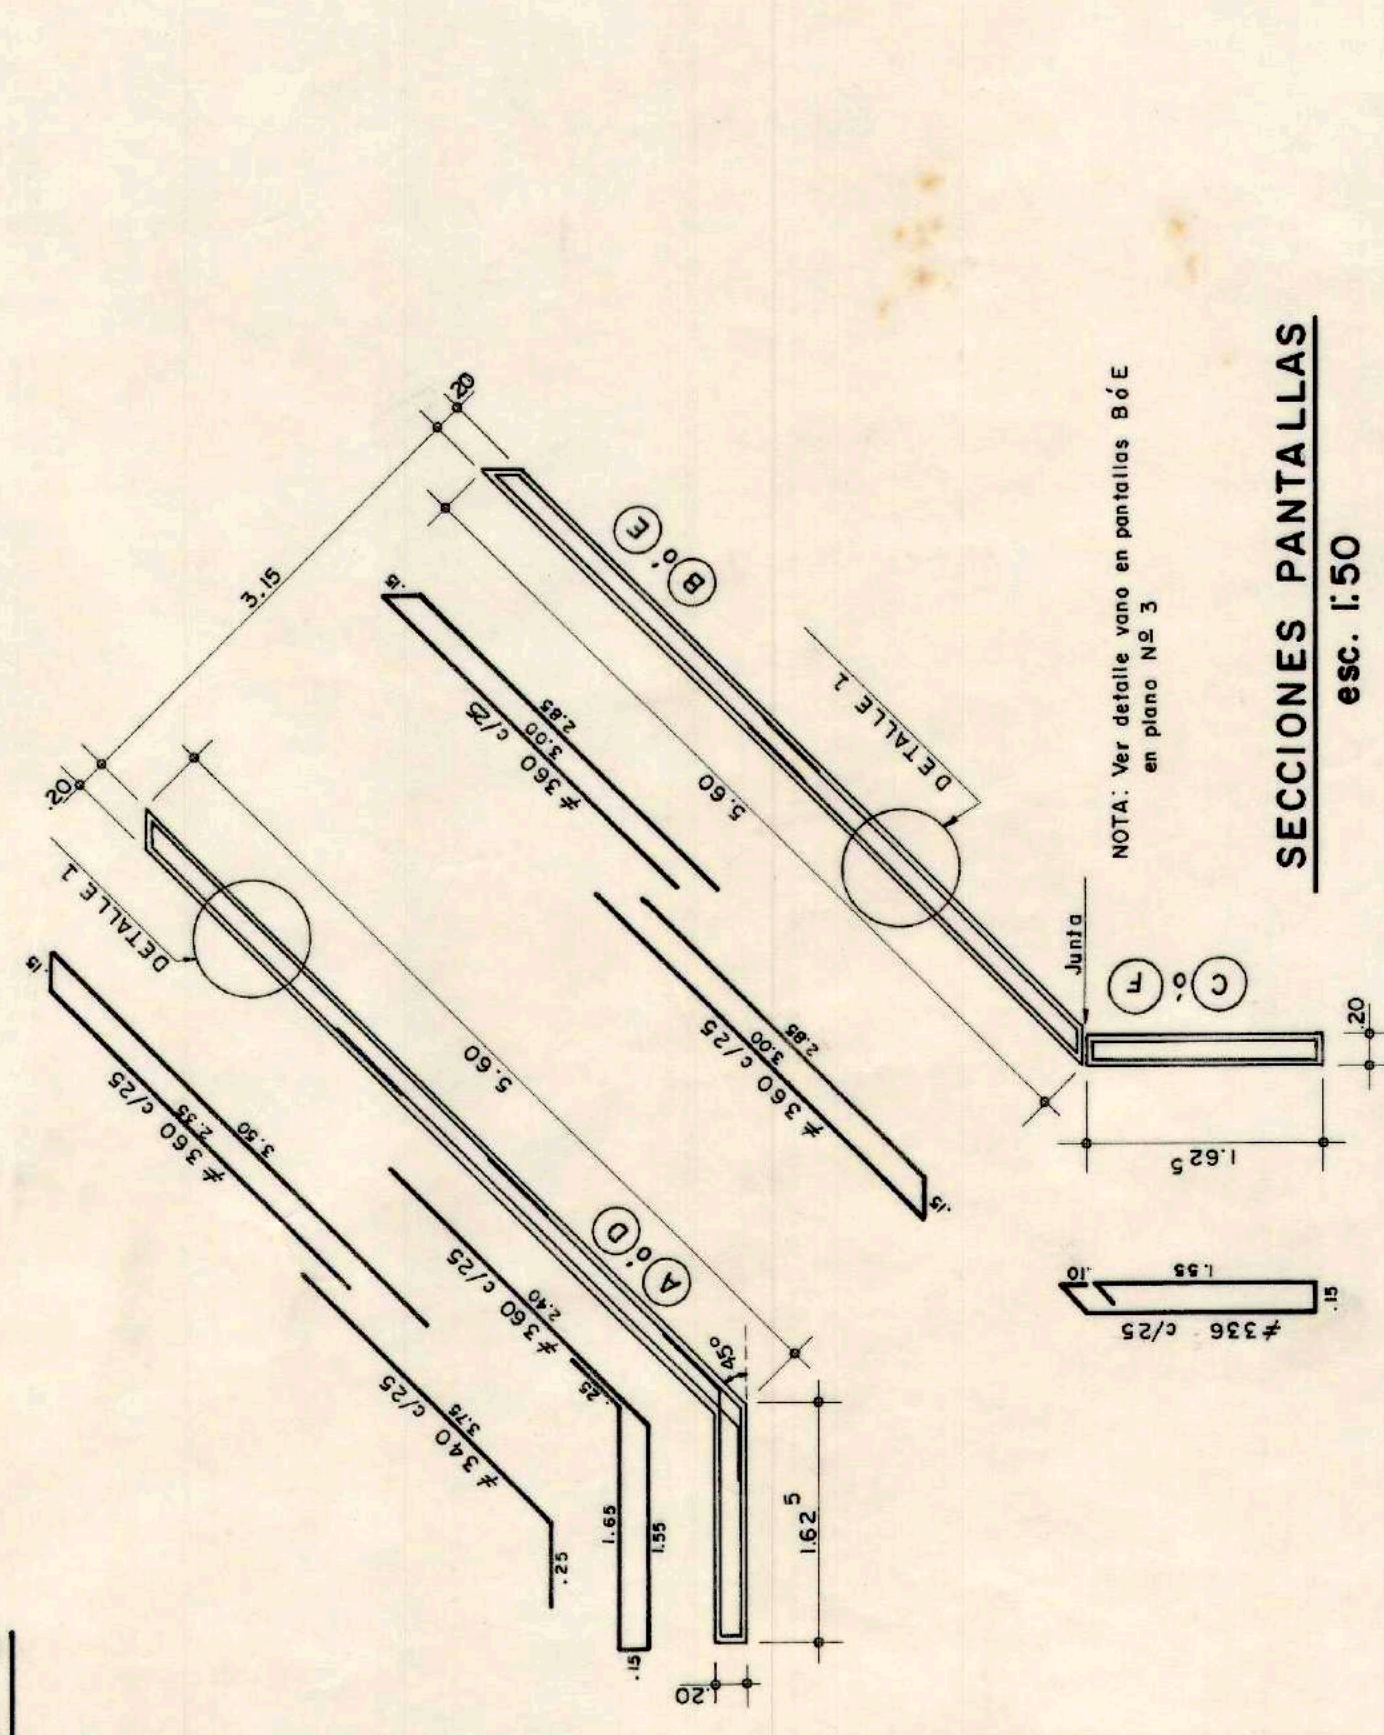 DETALLE 1
.20
3.15
.20
.15
≠ 360 c/25
2.35
3.50
≠ 340 c/25
3.75
.25
≠ 360 c/25
2.40
.25
1.65
1.55
.15
5.60
A ó D
45º
.20
1.62⁵
≠ 360 c/25
3.00
2.85
.15
≠ 360 c/25
3.00
2.85
.15
5.60
B ó E
DETALLE 1
Junta
C ó F
1.62⁵
.20
≠ 336 c/25
.10
1.55
.15
NOTA: Ver detalle vano en pantallas B ó E
en plano Nº 3
SECCIONES PANTALLAS
esc. 1:50